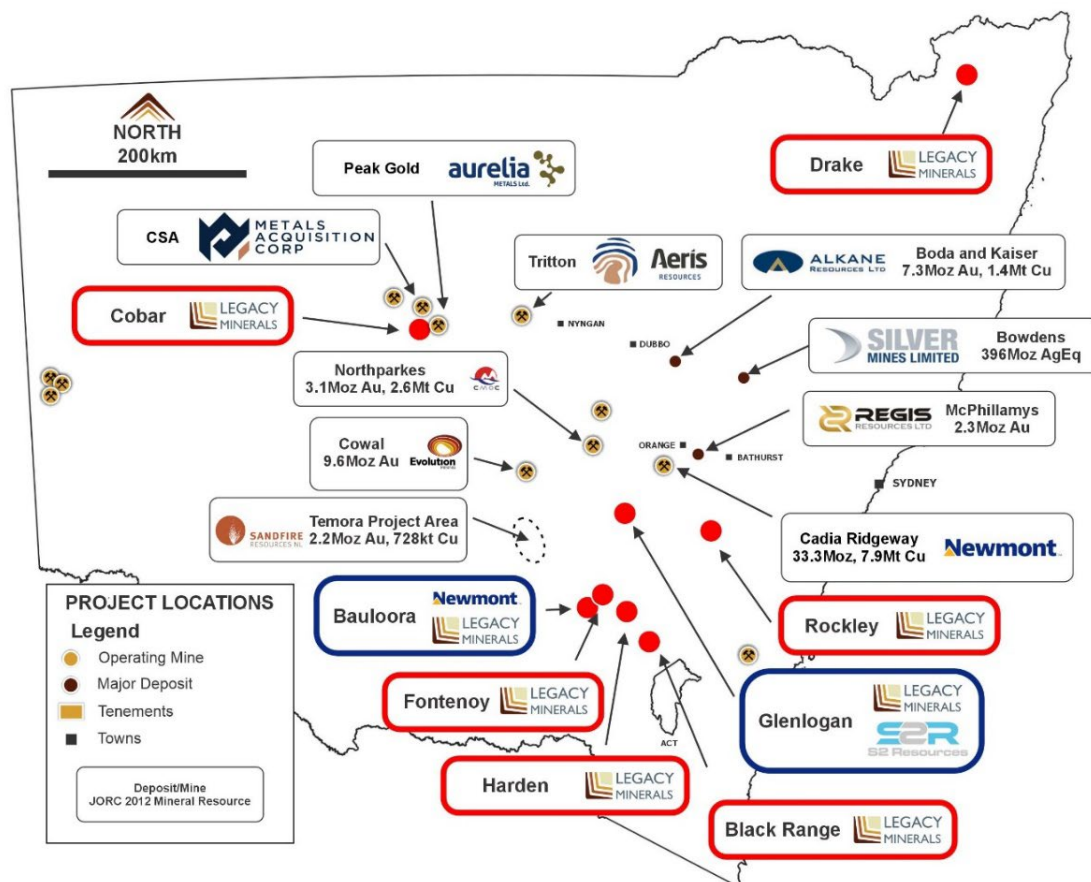 NORTH
200km
Peak Gold
aurelia
METALS Ltd.
CSA
METALS
ACQUISITION
CORP
Cobar
LEGACY
MINERALS
Tritton
Aeris
RESOURCES
Drake
LEGACY
MINERALS
ALKANE
RESOURCES LTD
Boda and Kaiser
7.3Moz Au, 1.4Mt Cu
NYNGAN
DUBBO
SILVER
MINES LIMITED
Bowdens
396Moz AgEq
Northparkes
3.1Moz Au, 2.6Mt Cu
CMOC
REGIS
RESOURCES LTD
McPhillamys
2.3Moz Au
Cowal
9.6Moz Au
Evolution
ORANGE
BATHURST
SYDNEY
SANDFIRE
RESOURCES NL
Temora Project Area
2.2Moz Au, 728kt Cu
Cadia Ridgeway
33.3Moz, 7.9Mt Cu
Newmont
PROJECT LOCATIONS
Legend
Operating Mine
Major Deposit
Tenements
Towns
Deposit/Mine
JORC 2012 Mineral Resource
Bauloora
Newmont
LEGACY
MINERALS
Rockley
LEGACY
MINERALS
Fontenoy
LEGACY
MINERALS
ACT
Glenlogan
LEGACY
MINERALS
S2R
S2 Resources
Harden
LEGACY
MINERALS
Black Range
LEGACY
MINERALS